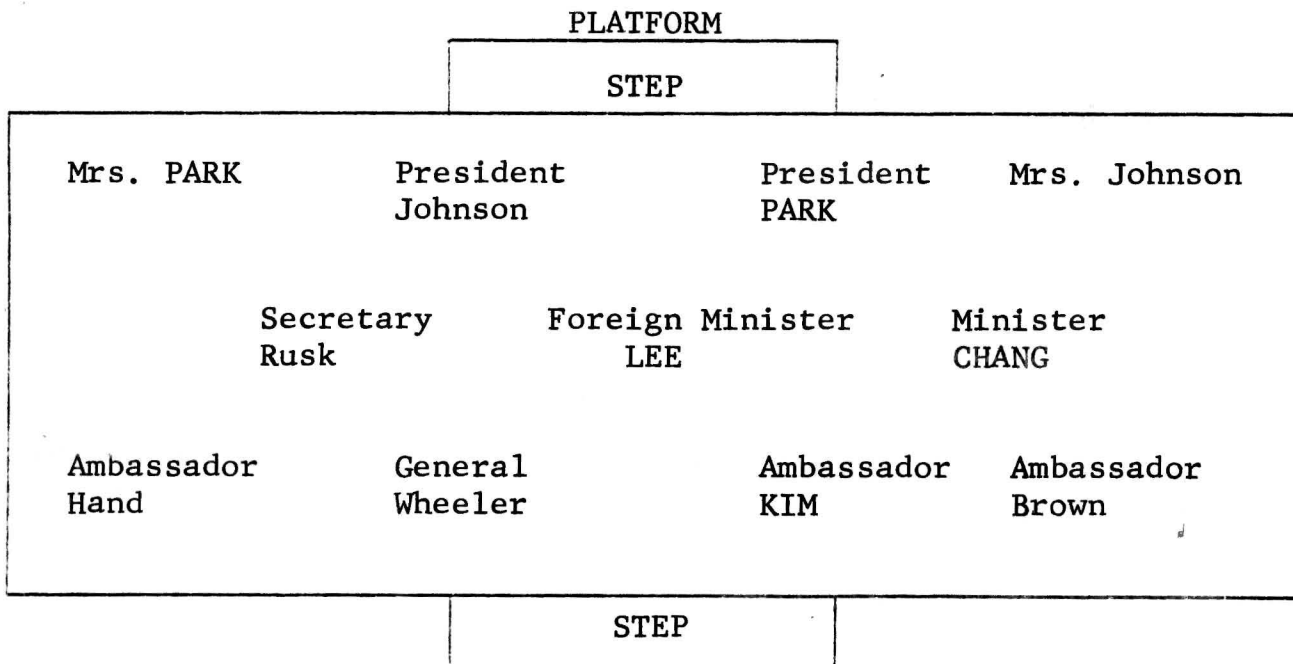 PLATFORM
STEP
Mrs. PARK President President Mrs. Johnson
Johnson PARK
Secretary Foreign Minister Minister
Rusk LEE CHANG
Ambassador General Ambassador Ambassador
Hand Wheeler KIM Brown
STEP